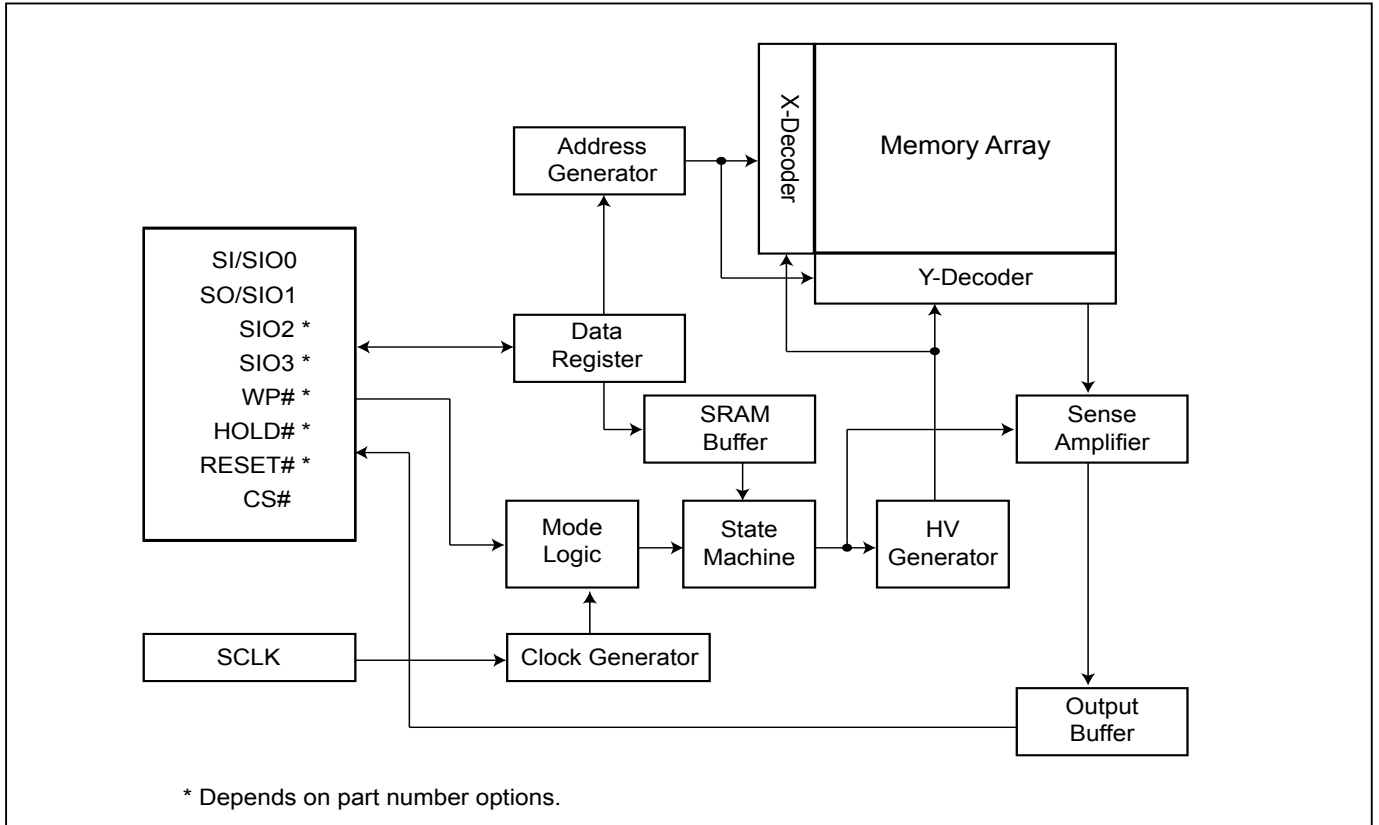 X-Decoder
Memory Array
Address
Generator
SI/SIO0
SO/SIO1
SIO2 *
SIO3 *
WP# *
HOLD# *
RESET# *
CS#
Y-Decoder
Data
Register
SRAM
Buffer
Sense
Amplifier
Mode
Logic
State
Machine
HV
Generator
SCLK
Clock Generator
Output
Buffer
* Depends on part number options.